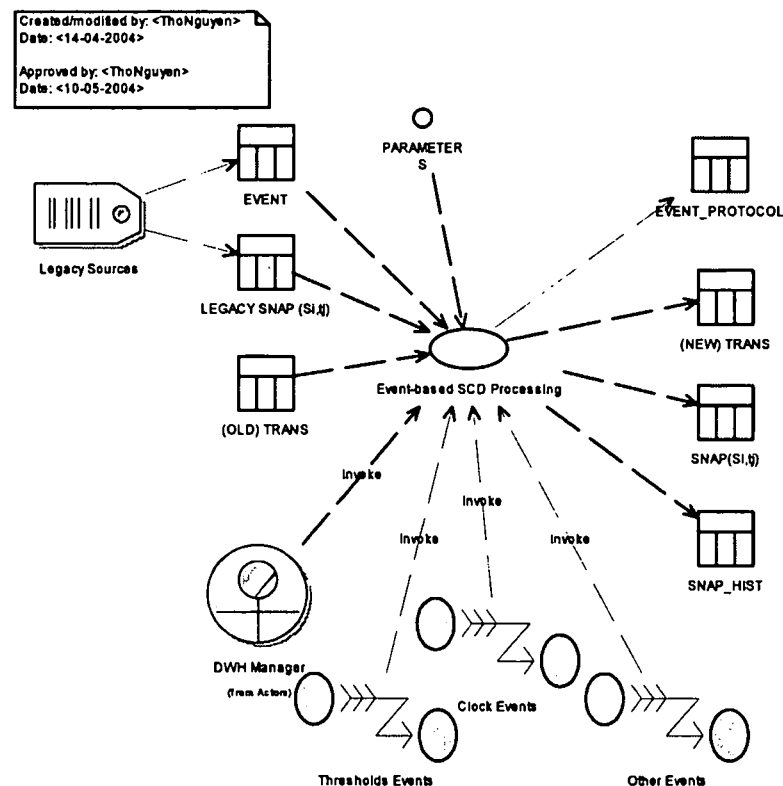 Created/modified by: <ThoNguyen>
Date: <14-04-2004>
Approved by: <ThoNguyen>
Date: <10-05-2004>
PARAMETER
S
EVENT
EVENT_PROTOCOL
Legacy Sources
LEGACY SNAP (Si,tj)
(NEW) TRANS
Event-based SCD Processing
(OLD) TRANS
SNAP(Si,tj)
Invoke
Invoke
Invoke
Invoke
SNAP_HIST
DWH Manager
(from Actors)
Clock Events
Thresholds Events
Other Events